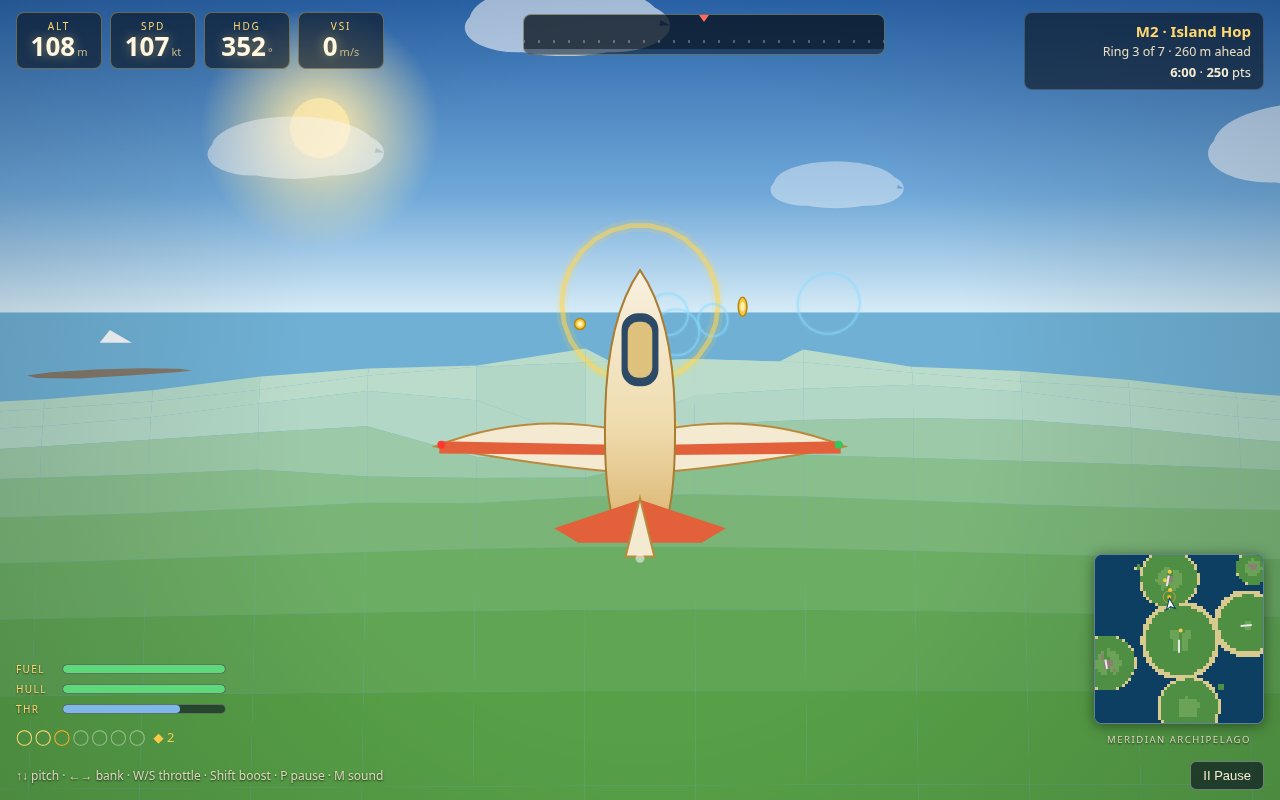 ALT
108 m
SPD
107 kt
HDG
352 °
VSI
0 m/s
M2 · Island Hop
Ring 3 of 7 · 260 m ahead
6:00 · 250 pts
FUEL
HULL
THR
◆ 2
↑↓ pitch · ←→ bank · W/S throttle · Shift boost · P pause · M sound
MERIDIAN ARCHIPELAGO
II Pause